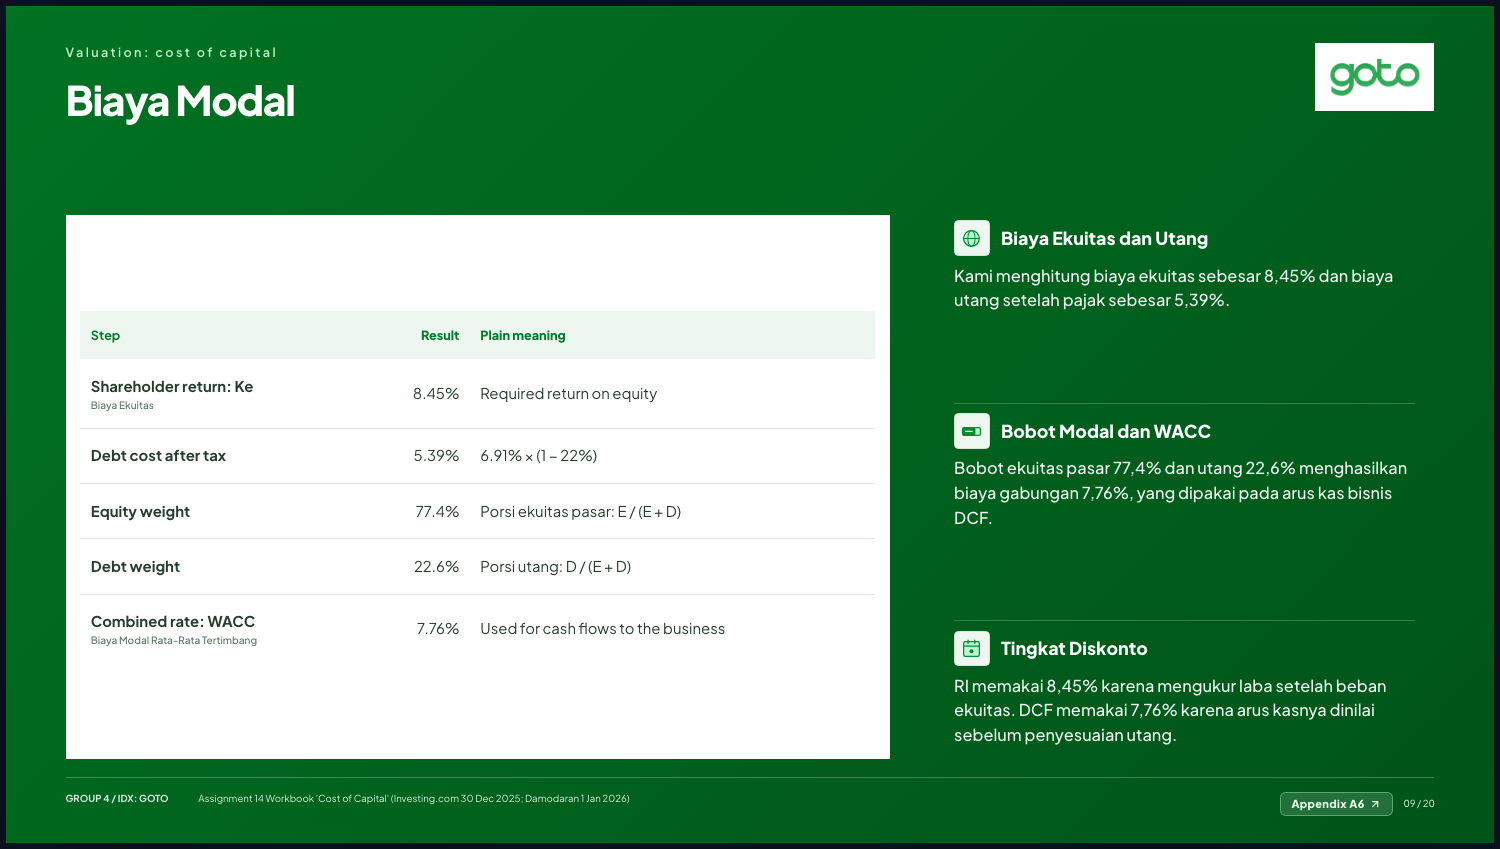 Valuation: cost of capital
Biaya Modal
goto
Step Result Plain meaning
Shareholder return: Ke 8.45% Required return on equity
Biaya Ekuitas
Debt cost after tax 5.39% 6.91% × (1 – 22%)
Equity weight 77.4% Porsi ekuitas pasar: E / (E + D)
Debt weight 22.6% Porsi utang: D / (E + D)
Combined rate: WACC 7.76% Used for cash flows to the business
Biaya Modal Rata-Rata Tertimbang
Biaya Ekuitas dan Utang
Kami menghitung biaya ekuitas sebesar 8,45% dan biaya
utang setelah pajak sebesar 5,39%.
Bobot Modal dan WACC
Bobot ekuitas pasar 77,4% dan utang 22,6% menghasilkan
biaya gabungan 7,76%, yang dipakai pada arus kas bisnis
DCF.
Tingkat Diskonto
RI memakai 8,45% karena mengukur laba setelah beban
ekuitas. DCF memakai 7,76% karena arus kasnya dinilai
sebelum penyesuaian utang.
GROUP 4 / IDX: GOTO Assignment 14 Workbook 'Cost of Capital' (Investing.com 30 Dec 2025; Damodaran 1 Jan 2026)
Appendix A6 ↗ 09 / 20